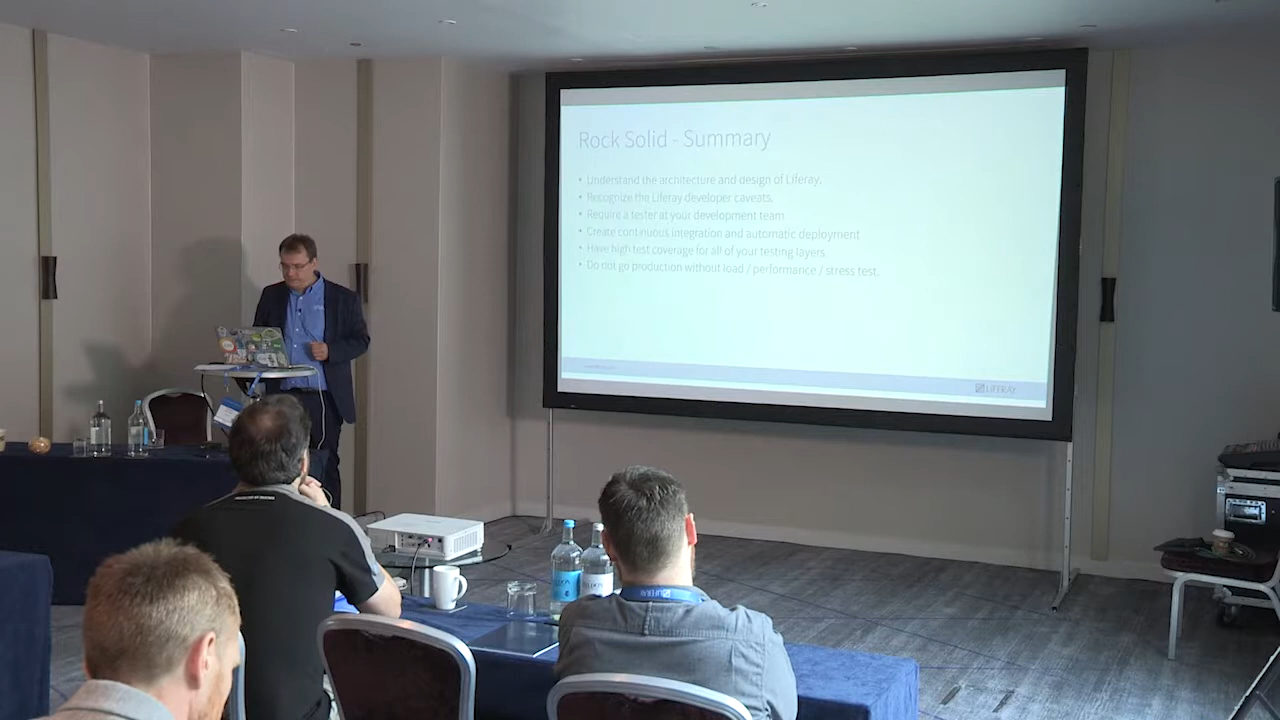 Rock Solid - Summary
• Understand the architecture and design of Liferay.
• Recognize the Liferay developer caveats.
• Require a tester at your development team
• Create continuous integration and automatic deployment
• Have high test coverage for all of your testing layers
• Do not go production without load / performance / stress test.
LIFERAY